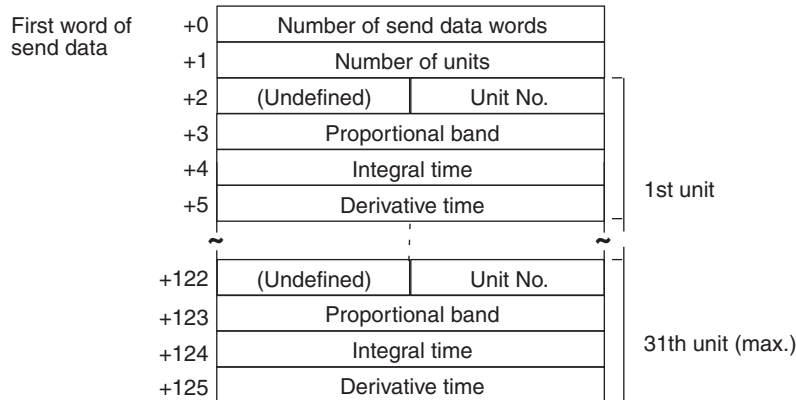 First word of
send data
+0 Number of send data words
+1 Number of units
+2 (Undefined) Unit No.
+3 Proportional band
+4 Integral time
+5 Derivative time
1st unit
~ ~
+122 (Undefined) Unit No.
+123 Proportional band
+124 Integral time
+125 Derivative time
31th unit (max.)